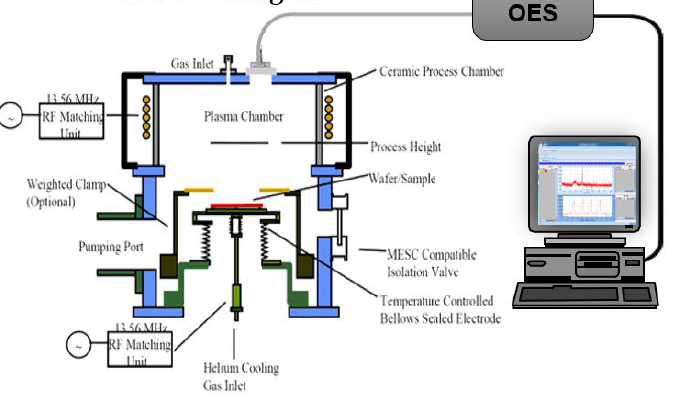 OES
Gas Inlet
Ceramic Process Chamber
13.56 MHz
RF Matching
Unit
Plasma Chamber
Process Height
Wafer/Sample
Weighted Clamp
(Optional)
Pumping Port
MESC Compatible
Isolation Valve
Temperature Controlled
Bellows Sealed Electrode
13.56 MHz
RF Matching
Unit
Helium Cooling
Gas Inlet